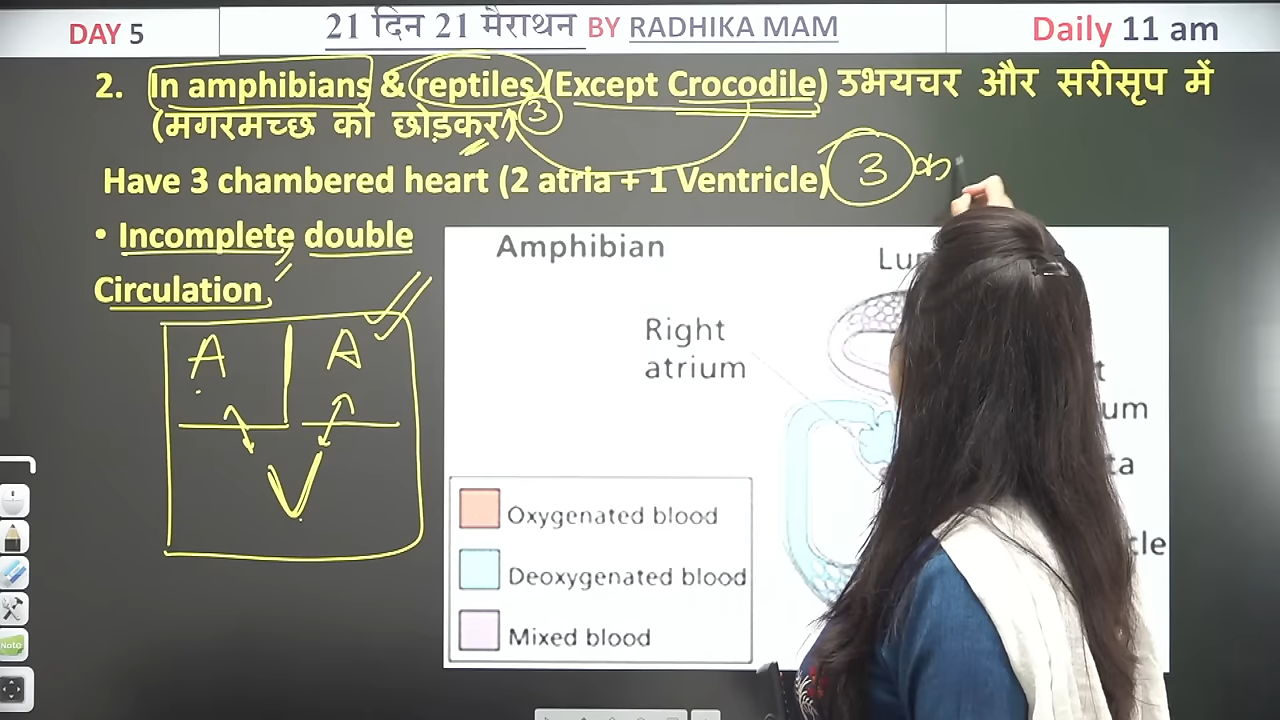 DAY 5
21 दिन 21 मैराथन BY RADHIKA MAM
Daily 11 am
2. In amphibians & reptiles (Except Crocodile) उभयचर और सरीसृप में
(मगरमच्छ को छोड़कर) 3
Have 3 chambered heart (2 atria + 1 Ventricle) 3 क
• Incomplete double
Circulation
A A
V
Amphibian
Right
atrium
Oxygenated blood
Deoxygenated blood
Mixed blood
Note